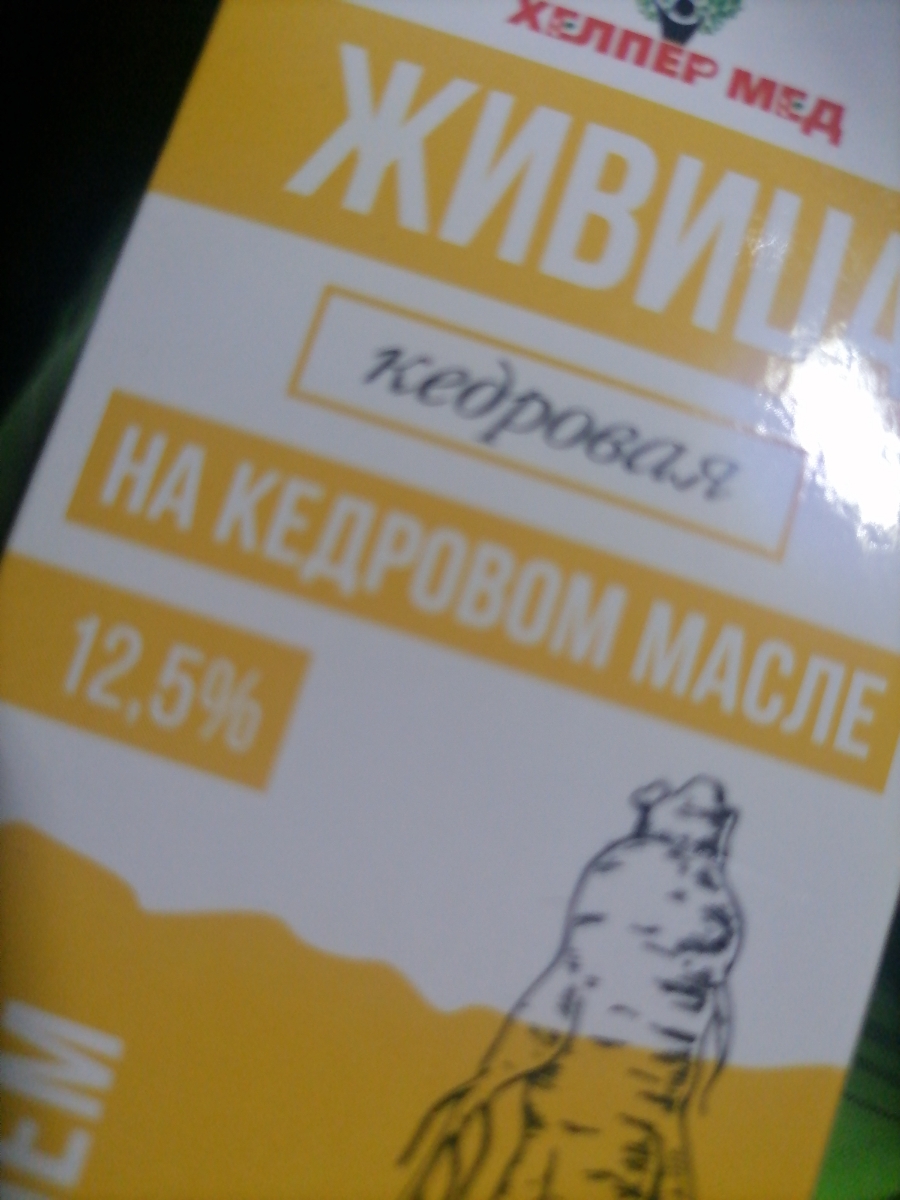 ХЕЛПЕР МЕД
ЖИВИЦА
кедровая
НА КЕДРОВОМ МАСЛЕ
12,5%